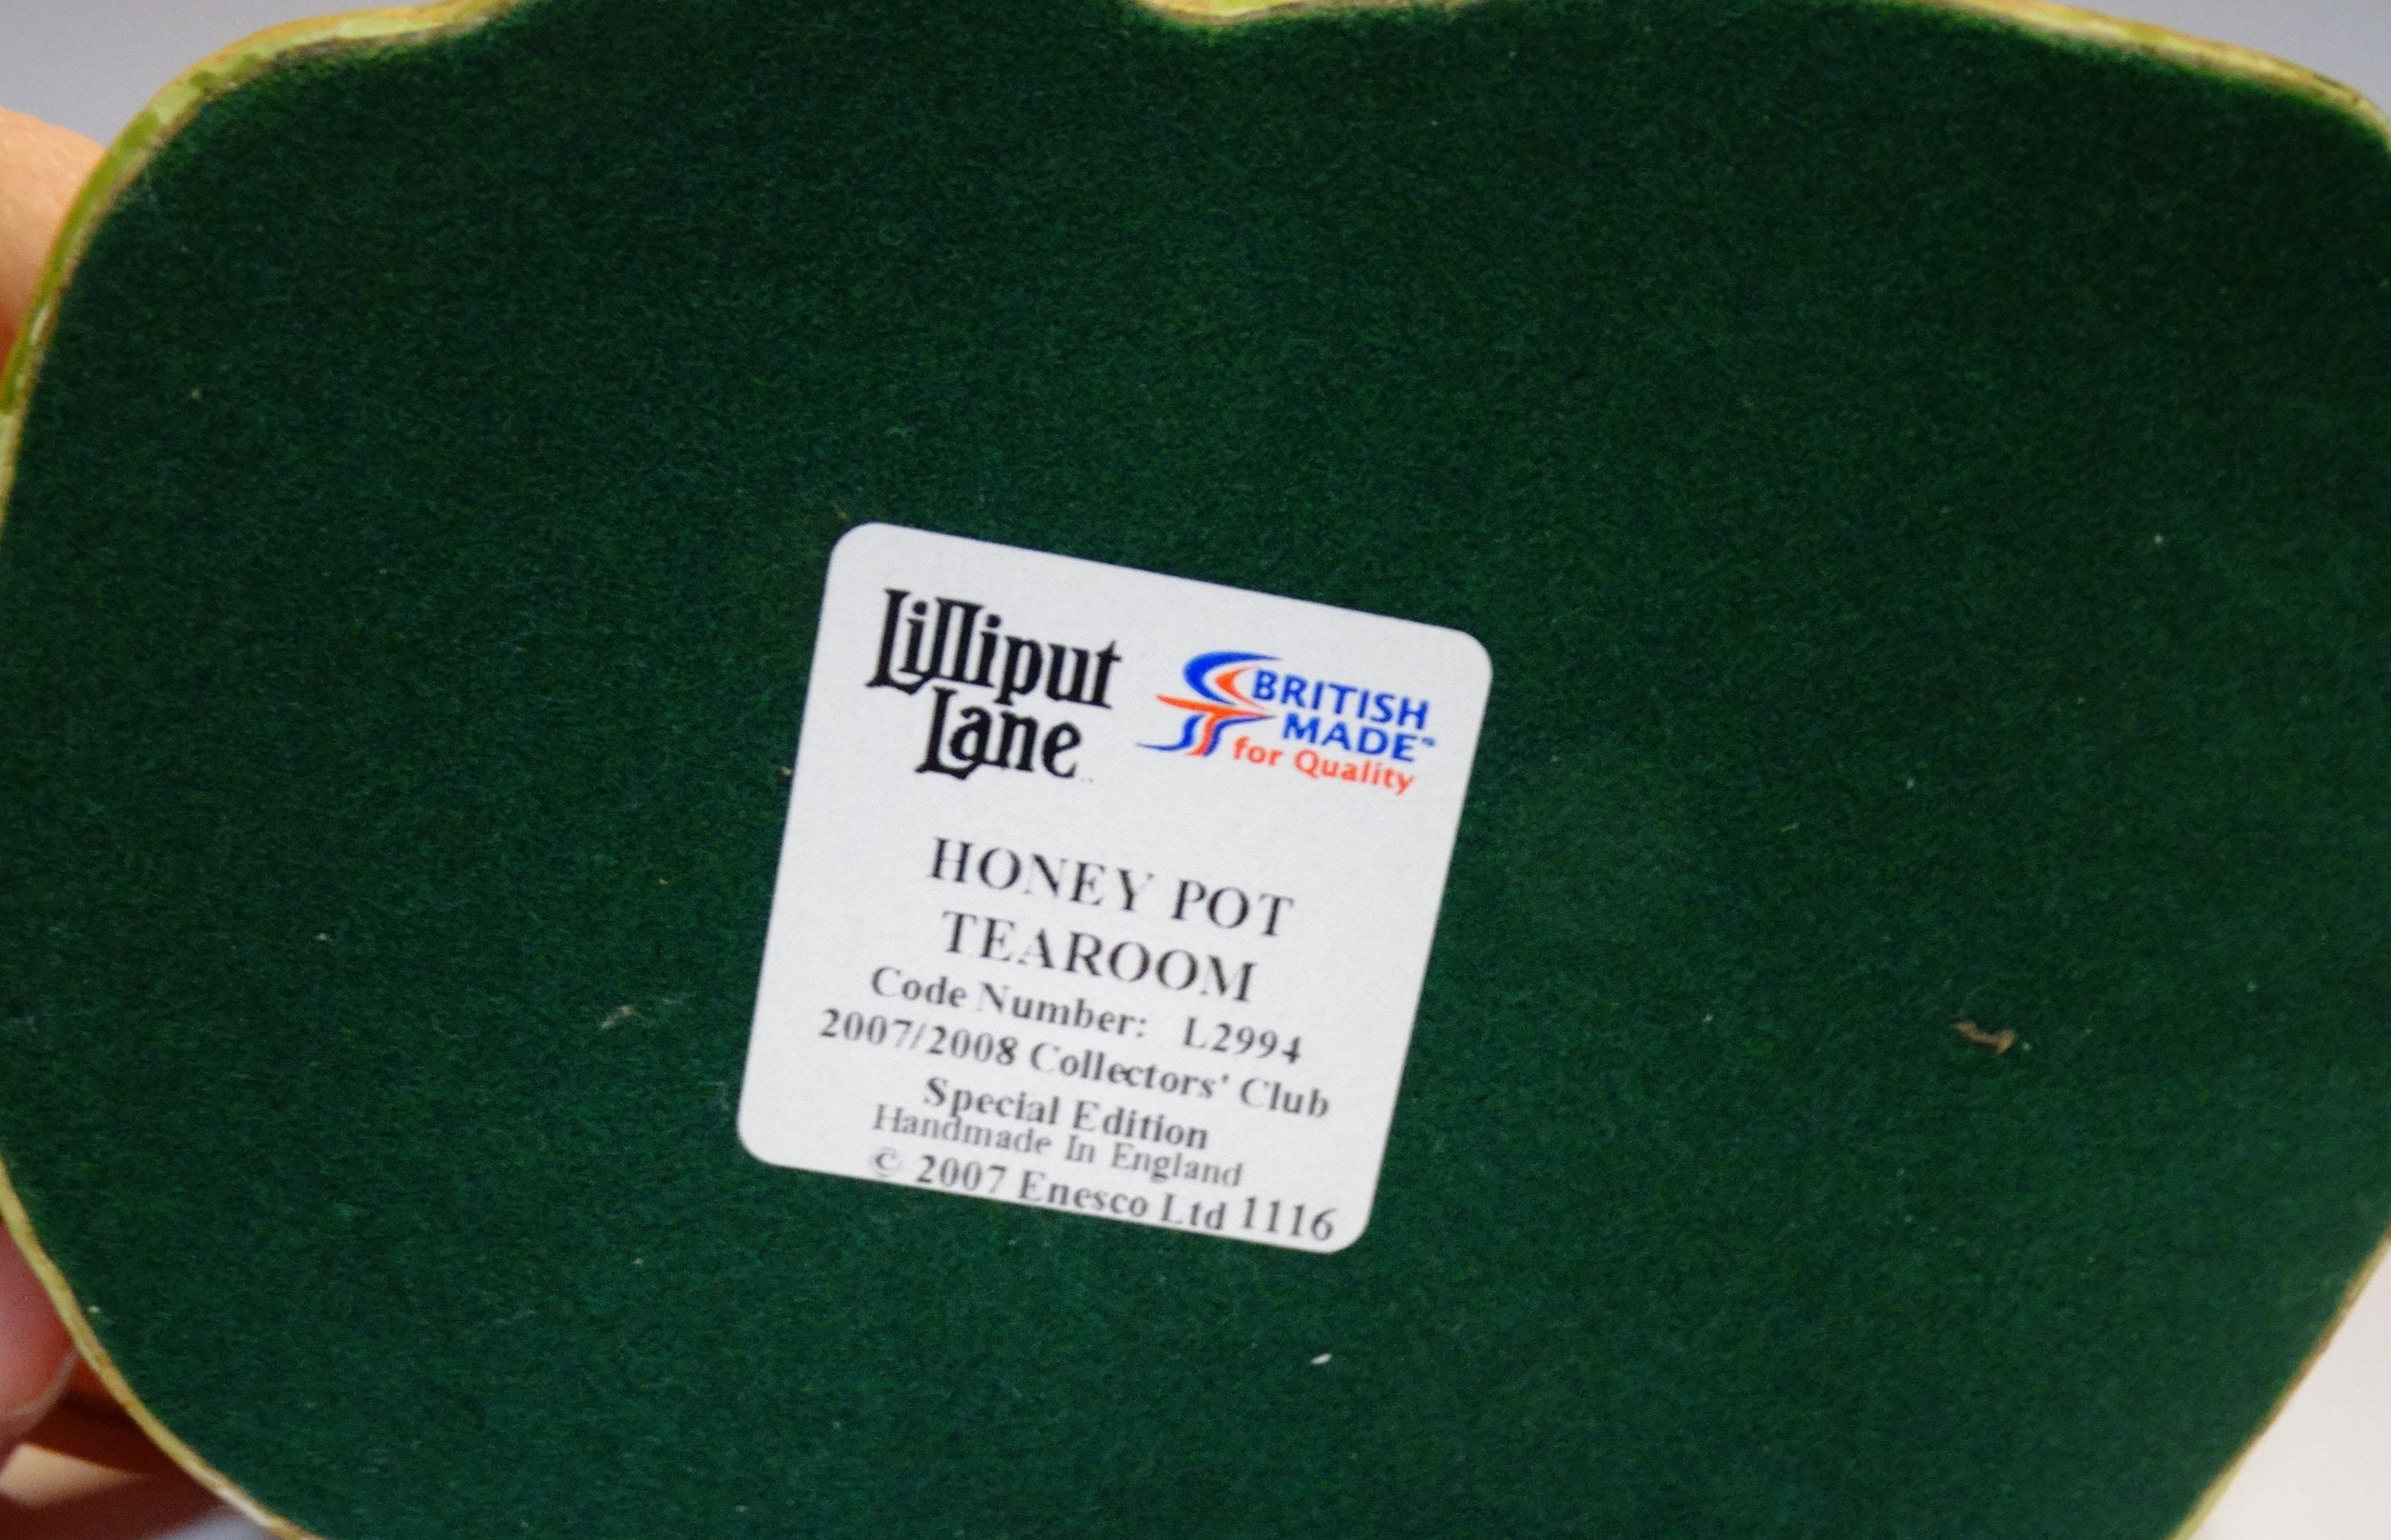 Lilliput
Lane
BRITISH
MADE™
for Quality
HONEY POT
TEAROOM
Code Number: L2994
2007/2008 Collectors' Club
Special Edition
Handmade In England
© 2007 Enesco Ltd 1116